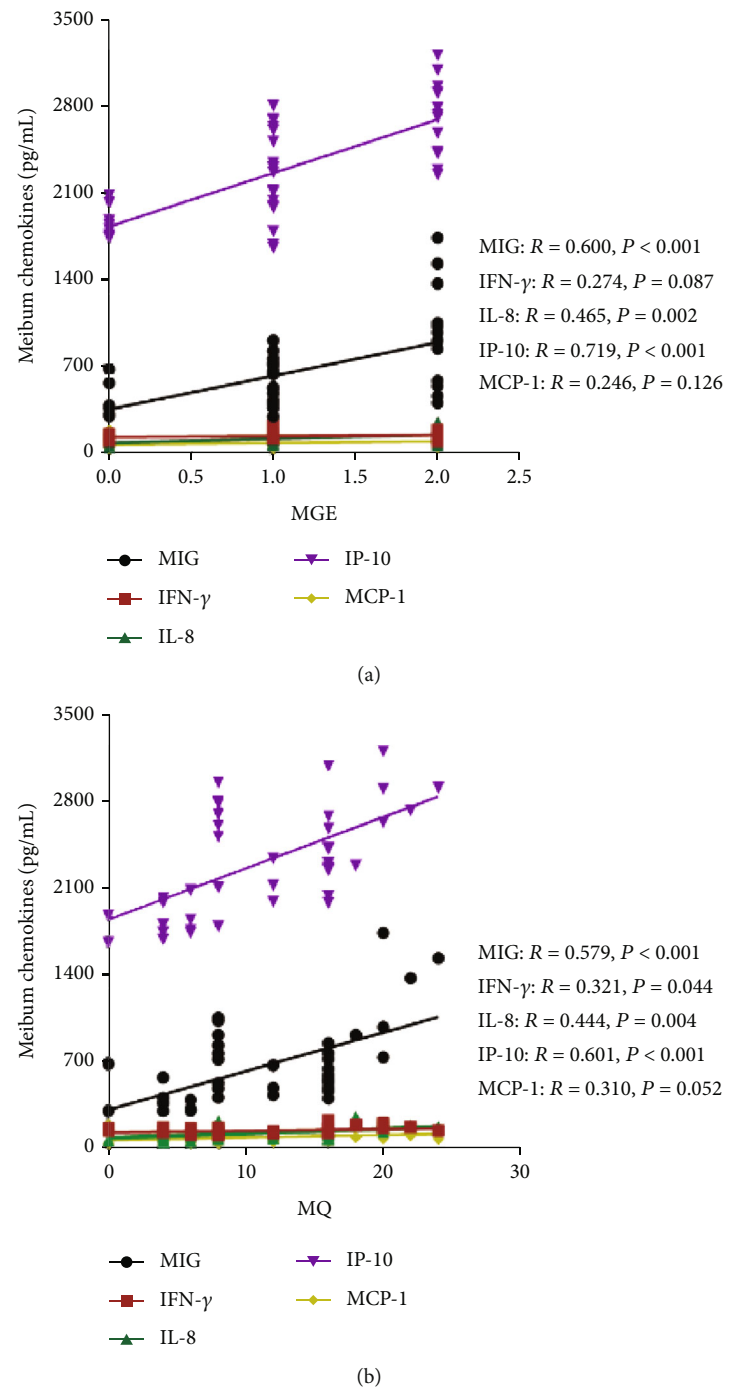 3500
2800
2100
1400
700
0
Meibum chemokines (pg/mL)
0.0 0.5 1.0 1.5 2.0 2.5
MGE
MIG: R = 0.600, P < 0.001
IFN-γ: R = 0.274, P = 0.087
IL-8: R = 0.465, P = 0.002
IP-10: R = 0.719, P < 0.001
MCP-1: R = 0.246, P = 0.126
MIG
IFN-γ
IL-8
IP-10
MCP-1
(a)
3500
2800
2100
1400
700
0
Meibum chemokines (pg/mL)
0 10 20 30
MQ
MIG: R = 0.579, P < 0.001
IFN-γ: R = 0.321, P = 0.044
IL-8: R = 0.444, P = 0.004
IP-10: R = 0.601, P < 0.001
MCP-1: R = 0.310, P = 0.052
MIG
IFN-γ
IL-8
IP-10
MCP-1
(b)